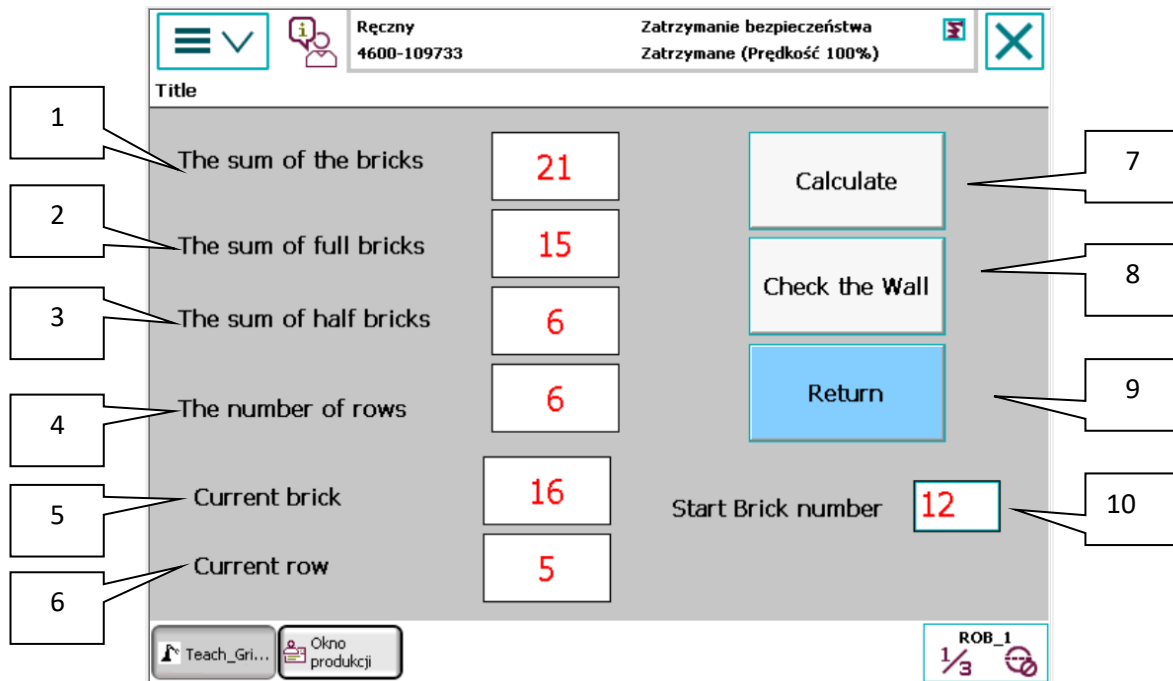 Ręczny
4600-109733
Zatrzymanie bezpieczeństwa
Zatrzymane (Prędkość 100%)
Title
1
The sum of the bricks
21
Calculate
7
2
The sum of full bricks
15
Check the Wall
8
3
The sum of half bricks
6
4
The number of rows
6
Return
9
5
Current brick
16
Start Brick number
12
10
6
Current row
5
Teach_Gri...
Okno
produkcji
ROB_1
1/3